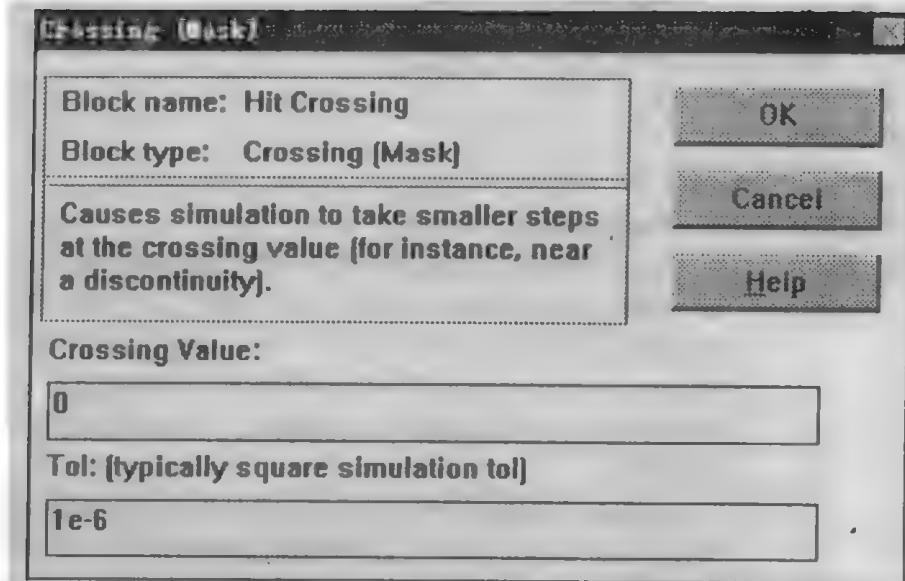 Crossing (Mask)
Block name: Hit Crossing
Block type: Crossing (Mask)
Causes simulation to take smaller steps
at the crossing value (for instance, near
a discontinuity).
OK
Cancel
Help
Crossing Value:
0
Tol: (typically square simulation tol)
1e-6